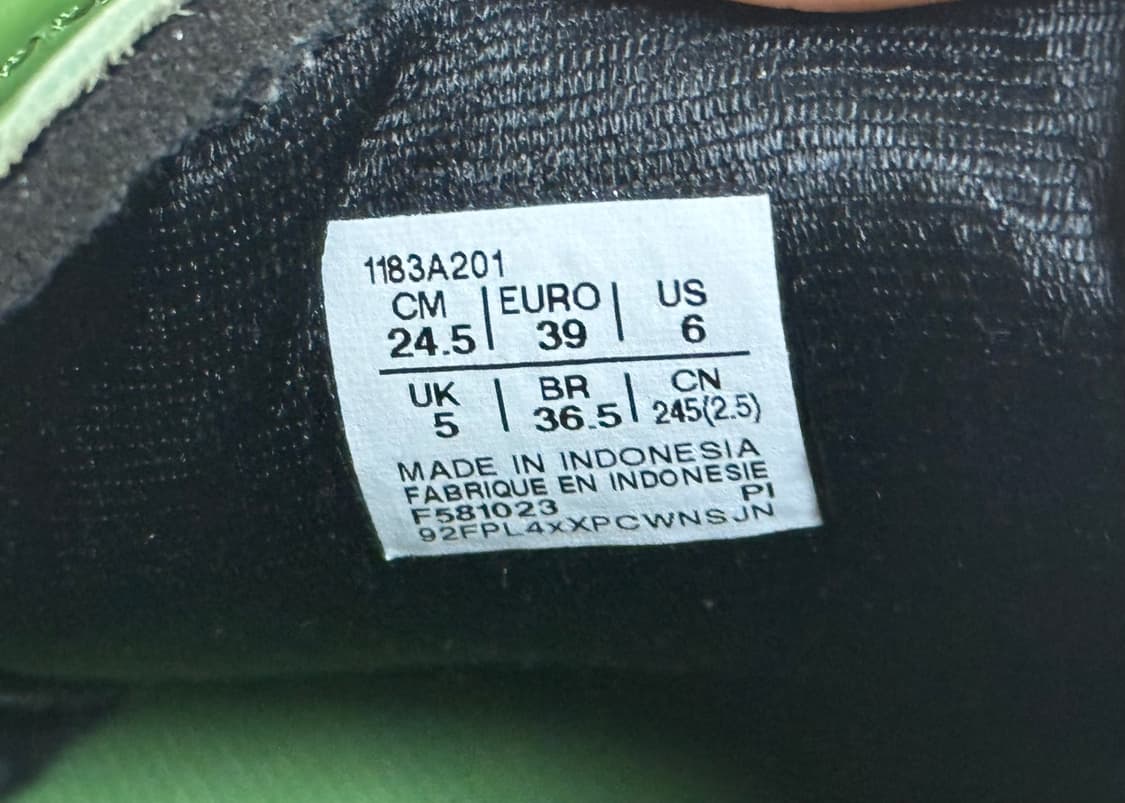 1183A201
CM | EURO | US
24.5 | 39 | 6
UK | BR | CN
5 | 36.5 | 245(2.5)
MADE IN INDONESIA
FABRIQUE EN INDONESIE
F581023 PI
92FPL4XXPCWNSJN